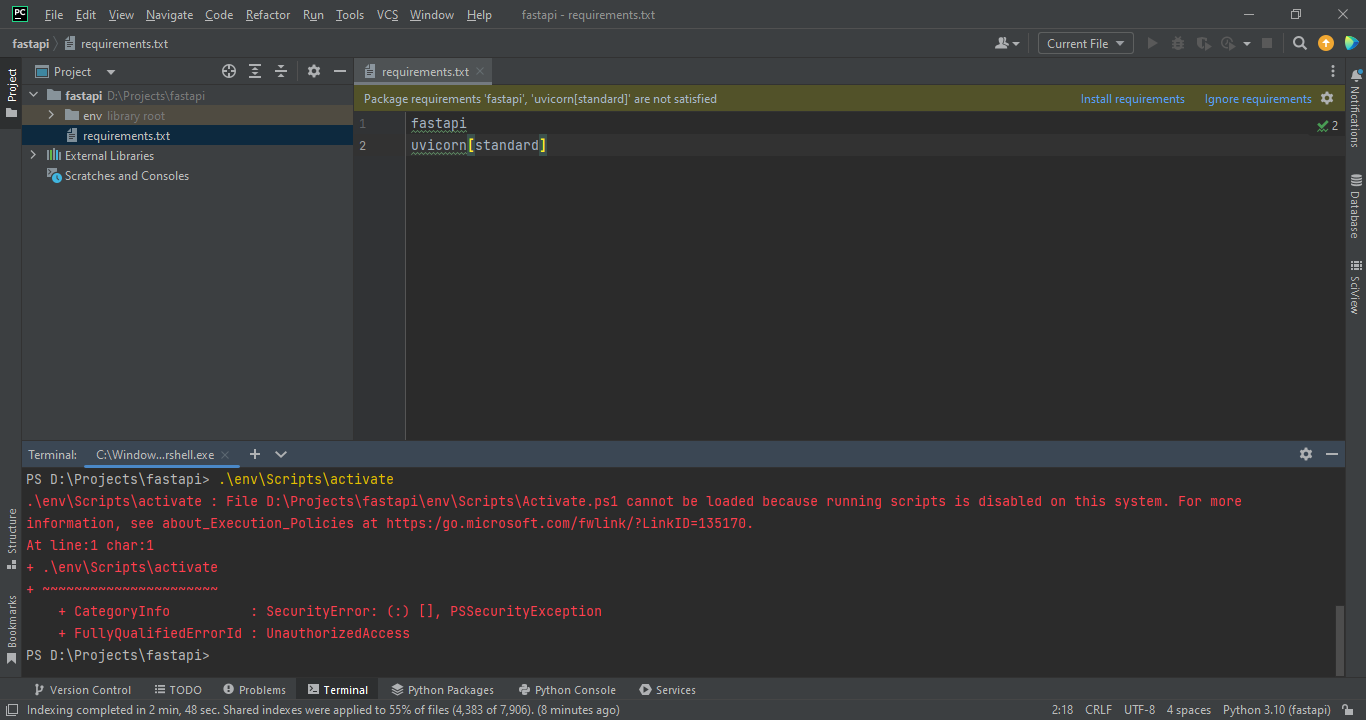 PC File Edit View Navigate Code Refactor Run Tools VCS Window Help fastapi - requirements.txt
fastapi requirements.txt Current File
Project
requirements.txt
fastapi D:\Projects\fastapi
env library root
requirements.txt
External Libraries
Scratches and Consoles
Package requirements 'fastapi', 'uvicorn[standard]' are not satisfied Install requirements Ignore requirements
1 fastapi
2 uvicorn[standard]
2
Project
Structure
Bookmarks
Notifications
Database
SciView
Terminal: C:\Window...rshell.exe
PS D:\Projects\fastapi> .\env\Scripts\activate
.\env\Scripts\activate : File D:\Projects\fastapi\env\Scripts\Activate.ps1 cannot be loaded because running scripts is disabled on this system. For more
information, see about_Execution_Policies at https:/go.microsoft.com/fwlink/?LinkID=135170.
At line:1 char:1
+ .\env\Scripts\activate
+ ~~~~~~~~~~~~~~~~~~~~~~
+ CategoryInfo : SecurityError: (:) [], PSSecurityException
+ FullyQualifiedErrorId : UnauthorizedAccess
PS D:\Projects\fastapi>
Version Control TODO Problems Terminal Python Packages Python Console Services
Indexing completed in 2 min, 48 sec. Shared indexes were applied to 55% of files (4,383 of 7,906). (8 minutes ago) 2:18 CRLF UTF-8 4 spaces Python 3.10 (fastapi)